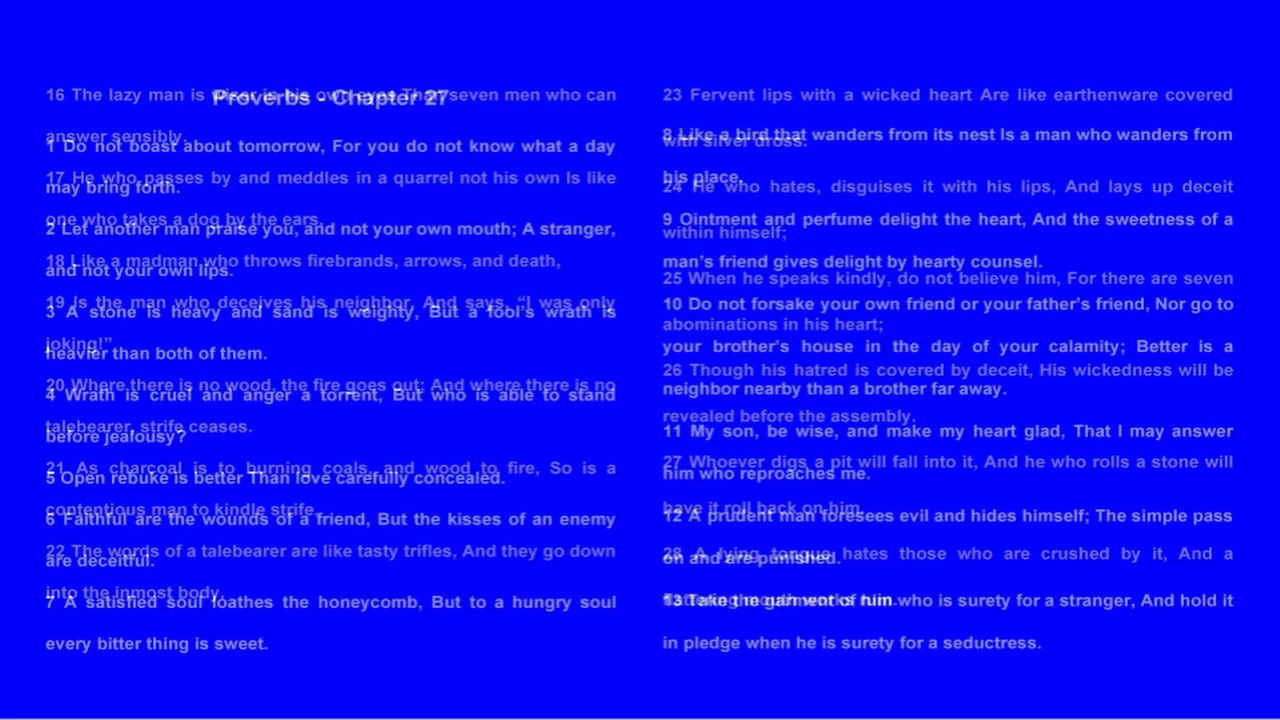 16 The lazy man is wiser in his own eyes Than seven men who can
answer sensibly.
17 He who passes by and meddles in a quarrel not his own Is like
one who takes a dog by the ears.
18 Like a madman who throws firebrands, arrows, and death,
19 Is the man who deceives his neighbor, And says, “I was only
joking!”
20 Where there is no wood, the fire goes out; And where there is no
talebearer, strife ceases.
21 As charcoal is to burning coals, and wood to fire, So is a
contentious man to kindle strife.
22 The words of a talebearer are like tasty trifles, And they go down
into the inmost body.
23 Fervent lips with a wicked heart Are like earthenware covered
with silver dross.
24 He who hates, disguises it with his lips, And lays up deceit
within himself;
25 When he speaks kindly, do not believe him, For there are seven
abominations in his heart;
26 Though his hatred is covered by deceit, His wickedness will be
revealed before the assembly.
27 Whoever digs a pit will fall into it, And he who rolls a stone will
have it roll back on him.
28 A lying tongue hates those who are crushed by it, And a
Proverbs - Chapter 27
1 Do not boast about tomorrow, For you do not know what a day
may bring forth.
2 Let another man praise you, and not your own mouth; A stranger,
and not your own lips.
3 A stone is heavy and sand is weighty, But a fool’s wrath is
heavier than both of them.
4 Wrath is cruel and anger a torrent, But who is able to stand
before jealousy?
5 Open rebuke is better Than love carefully concealed.
6 Faithful are the wounds of a friend, But the kisses of an enemy
are deceitful.
7 A satisfied soul loathes the honeycomb, But to a hungry soul
every bitter thing is sweet.
8 Like a bird that wanders from its nest Is a man who wanders from
his place.
9 Ointment and perfume delight the heart, And the sweetness of a
man’s friend gives delight by hearty counsel.
10 Do not forsake your own friend or your father’s friend, Nor go to
your brother’s house in the day of your calamity; Better is a
neighbor nearby than a brother far away.
11 My son, be wise, and make my heart glad, That I may answer
him who reproaches me.
12 A prudent man foresees evil and hides himself; The simple pass
on and are punished.
13 Take the garment of him who is surety for a stranger, And hold it
in pledge when he is surety for a seductress.